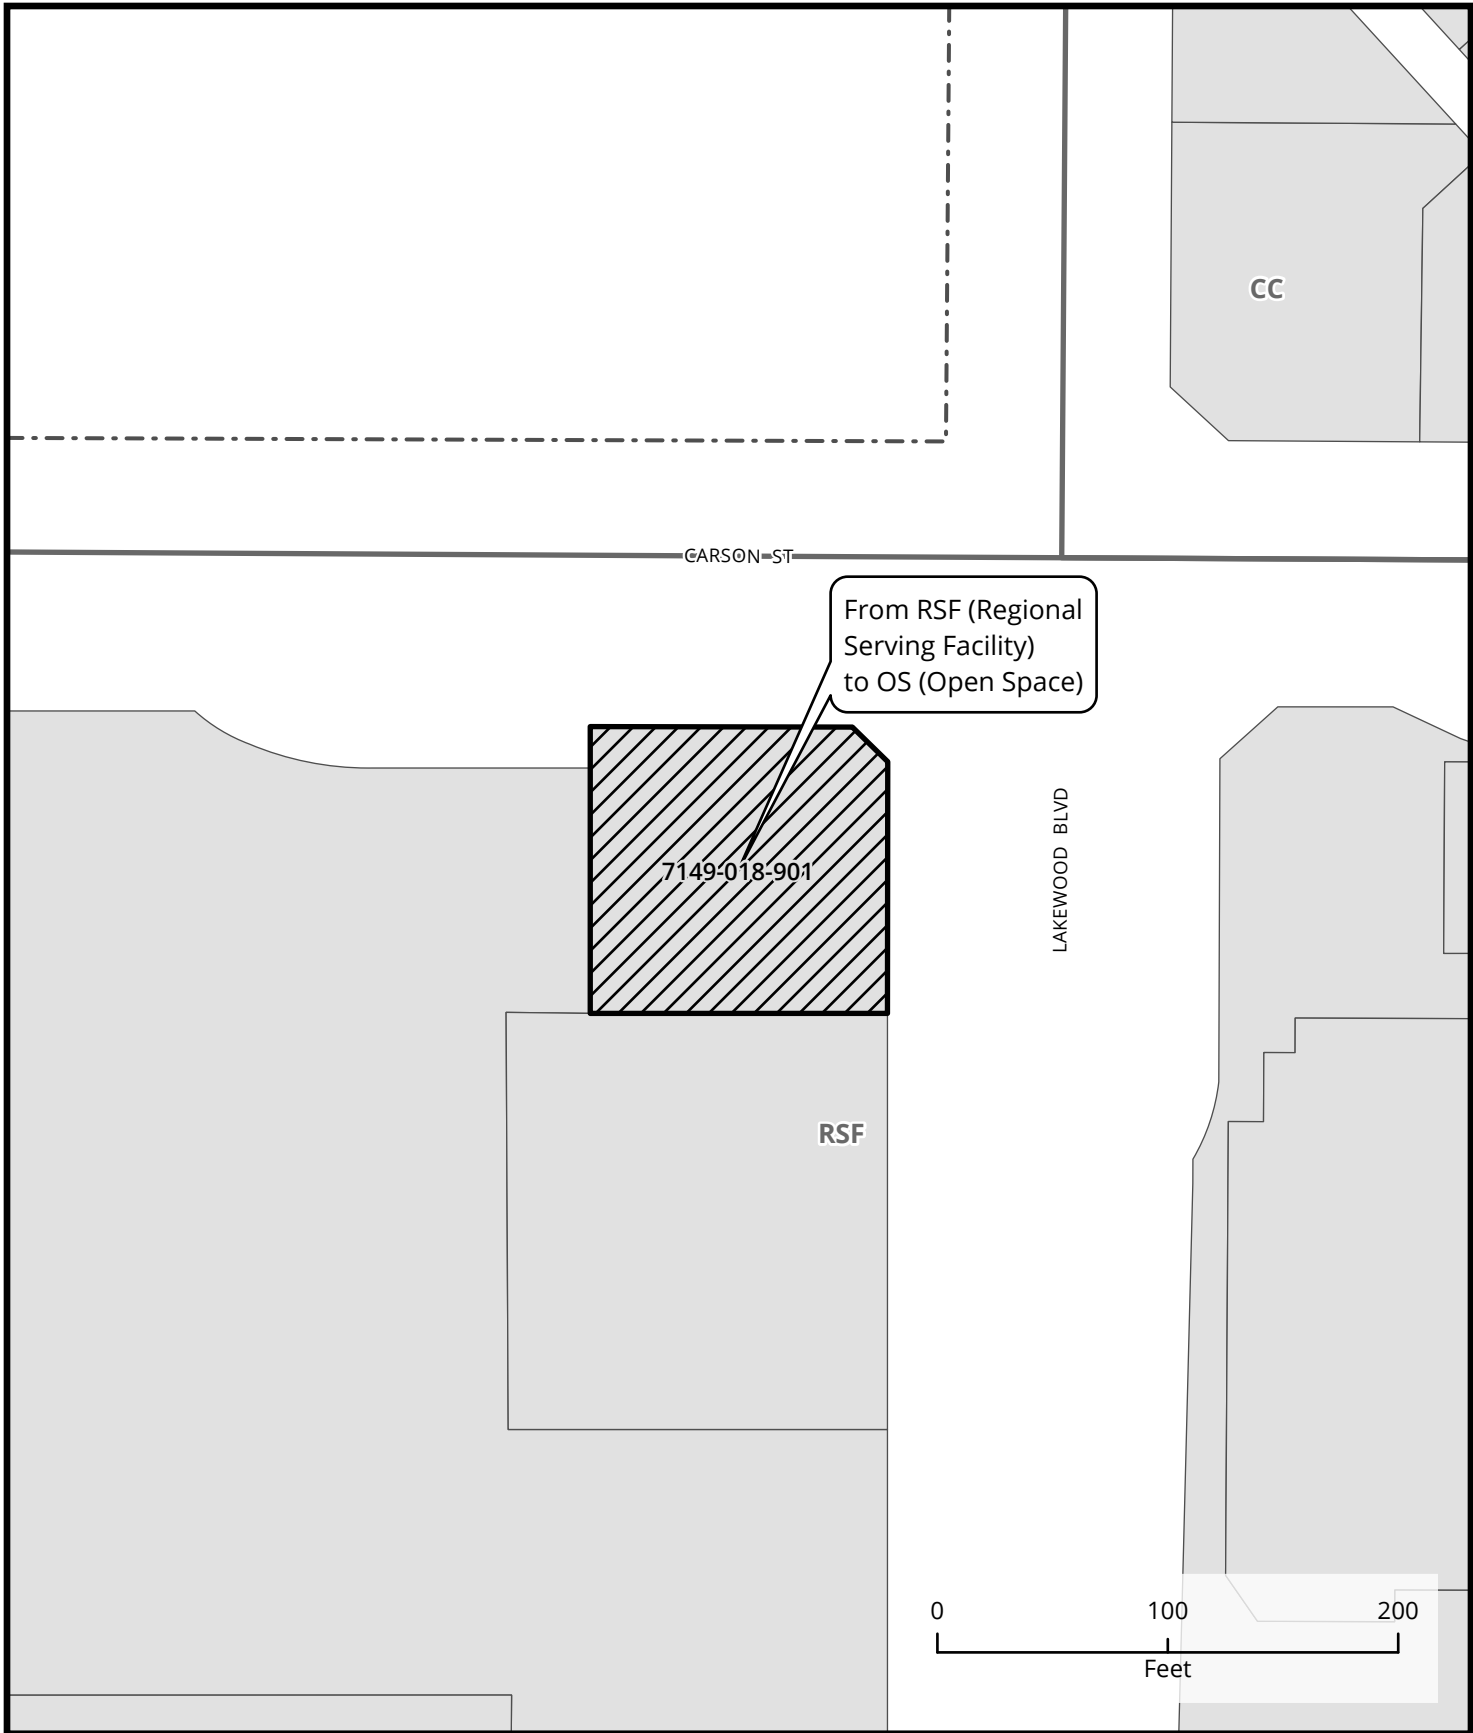 CC
CARSON ST
From RSF (Regional
Serving Facility)
to OS (Open Space)
7149-018-901
LAKEWOOD BLVD
RSF
0 100 200
Feet